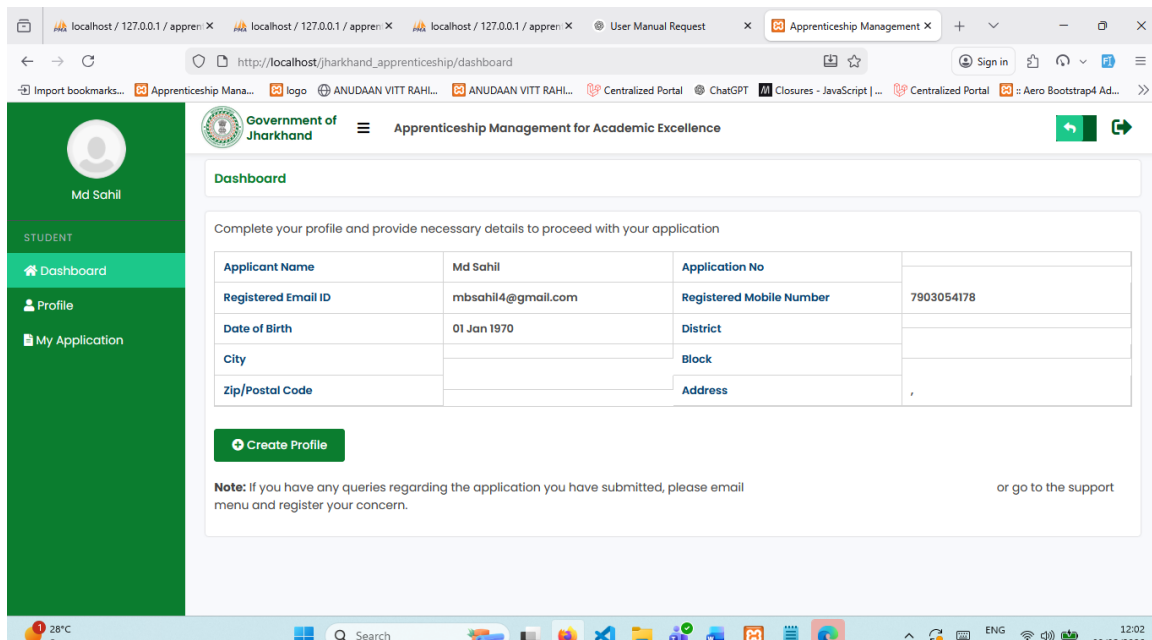 localhost / 127.0.0.1 / appren
localhost / 127.0.0.1 / appren
localhost / 127.0.0.1 / appren
User Manual Request
Apprenticeship Management
http://localhost/jharkhand_apprenticeship/dashboard
Sign in
Import bookmarks...
Apprenticeship Mana...
logo
ANUDAAN VITT RAHI...
ANUDAAN VITT RAHI...
Centralized Portal
ChatGPT
Closures - JavaScript | ...
Centralized Portal
:: Aero Bootstrap4 Ad...
Government of
Jharkhand
Apprenticeship Management for Academic Excellence
Md Sahil
STUDENT
Dashboard
Profile
My Application
Dashboard
Complete your profile and provide necessary details to proceed with your application
Applicant Name Md Sahil Application No
Registered Email ID mbsahil4@gmail.com Registered Mobile Number 7903054178
Date of Birth 01 Jan 1970 District
City Block
Zip/Postal Code Address ,
Create Profile
Note: If you have any queries regarding the application you have submitted, please email or go to the support
menu and register your concern.
1
28°C
Search
ENG
12:02